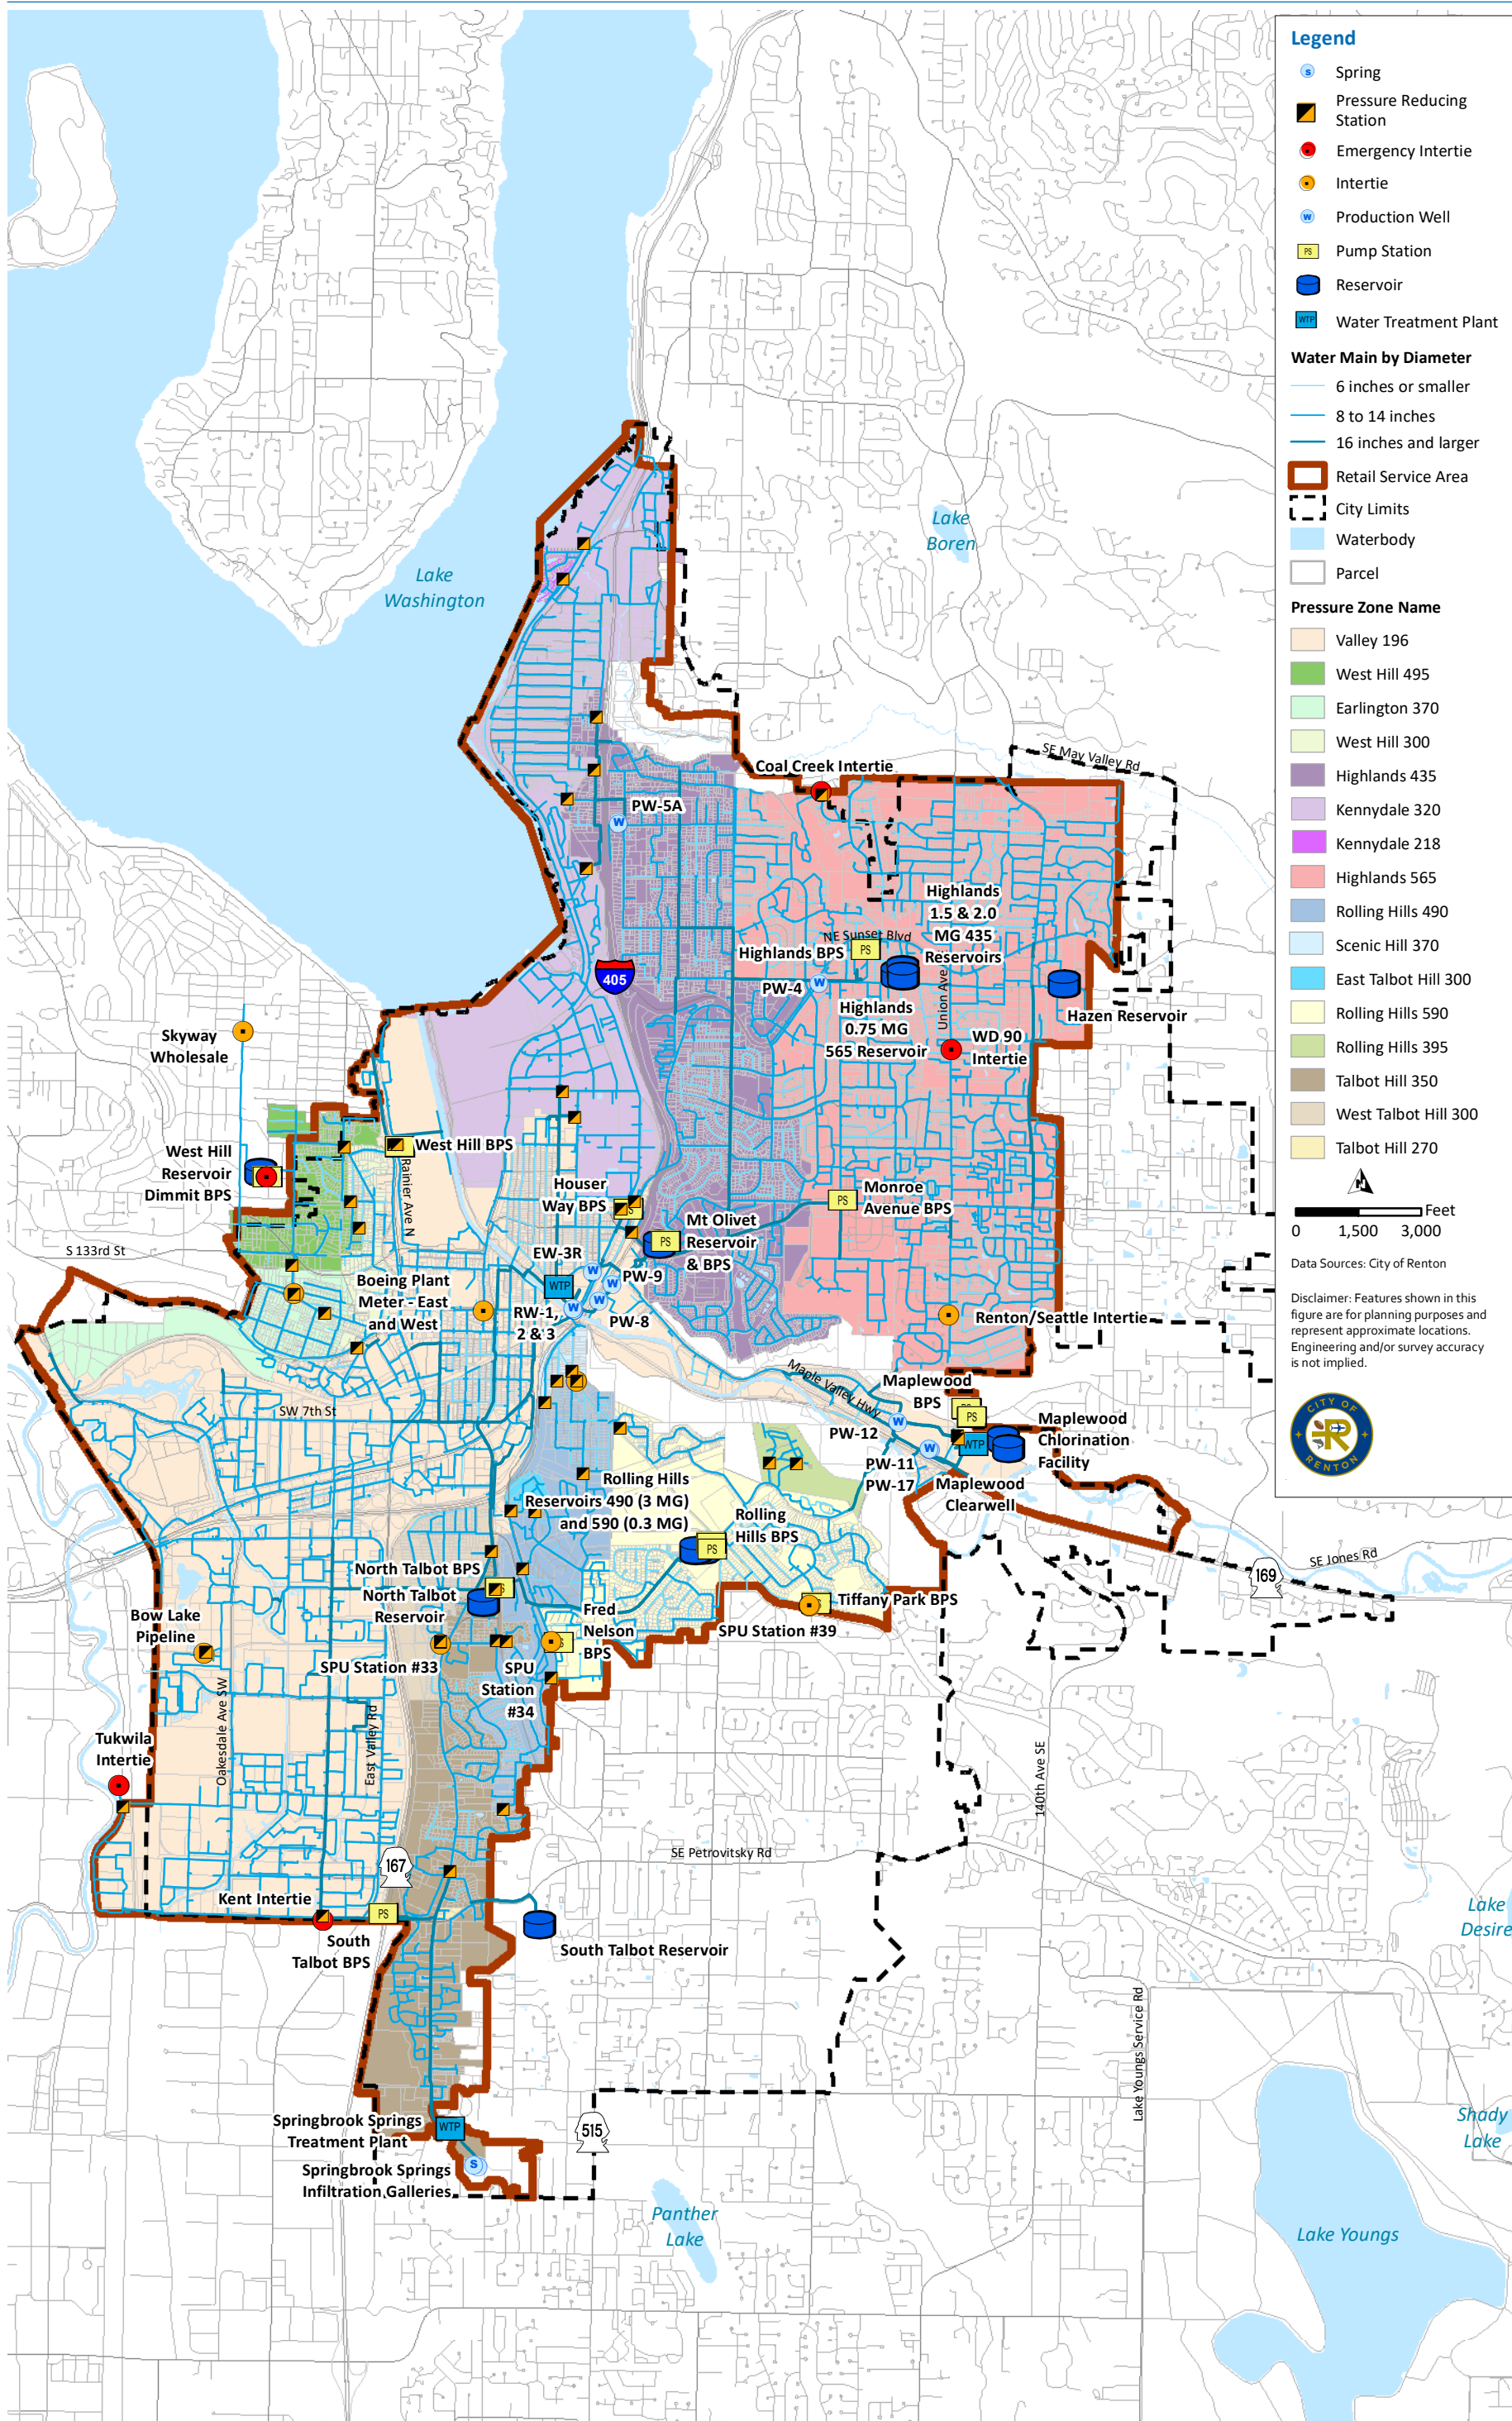 Legend
S
Spring
Pressure Reducing
Station
Emergency Intertie
Intertie
W
Production Well
PS
Pump Station
Reservoir
WTP
Water Treatment Plant
Water Main by Diameter
6 inches or smaller
8 to 14 inches
16 inches and larger
Retail Service Area
City Limits
Waterbody
Parcel
Pressure Zone Name
Valley 196
West Hill 495
Earlington 370
West Hill 300
Highlands 435
Kennydale 320
Kennydale 218
Highlands 565
Rolling Hills 490
Scenic Hill 370
East Talbot Hill 300
Rolling Hills 590
Rolling Hills 395
Talbot Hill 350
West Talbot Hill 300
Talbot Hill 270
N
Feet
0 1,500 3,000
Data Sources: City of Renton
Disclaimer: Features shown in this
figure are for planning purposes and
represent approximate locations.
Engineering and/or survey accuracy
is not implied.
CITY OF
R
RENTON
Lake
Boren
Lake
Washington
SE May Valley Rd
Coal Creek Intertie
PW-5A
W
Highlands
1.5 & 2.0
MG 435
Reservoirs
NE Sunset Blvd
Highlands BPS
PS
405
PW-4
W
Union Ave
Hazen Reservoir
Highlands
0.75 MG
565 Reservoir
WD 90
Intertie
Skyway
Wholesale
West Hill BPS
West Hill
Reservoir
Dimmit BPS
Rainier Ave N
Houser
Way BPS
S
Monroe
Avenue BPS
PS
Mt Olivet
Reservoir
& BPS
PS
S 133rd St
EW-3R
WTP
W
W
W
W
PW-9
Boeing Plant
Meter - East
and West
RW-1,
2 & 3
PW-8
Renton/Seattle Intertie
Maple Valley Hwy
Maplewood
BPS
PS
PS
SW 7th St
W
PW-12
Maplewood
Chlorination
Facility
WTP
W
PW-11
PW-17
Maplewood
Clearwell
Rolling Hills
Reservoirs 490 (3 MG)
and 590 (0.3 MG)
Rolling
Hills BPS
PS
SE Jones Rd
169
North Talbot BPS
S
North Talbot
Reservoir
Tiffany Park BPS
S
Fred
Nelson
BPS
S
SPU Station #39
Bow Lake
Pipeline
SPU Station #33
SPU
Station
#34
Oakesdale Ave SW
East Valley Rd
Tukwila
Intertie
140th Ave SE
SE Petrovitsky Rd
167
Kent Intertie
PS
South
Talbot BPS
South Talbot Reservoir
Lake
Desire
Lake Youngs Service Rd
Springbrook Springs
Treatment Plant
WTP
515
Shady
Lake
Springbrook Springs
Infiltration Galleries
S
Panther
Lake
Lake Youngs